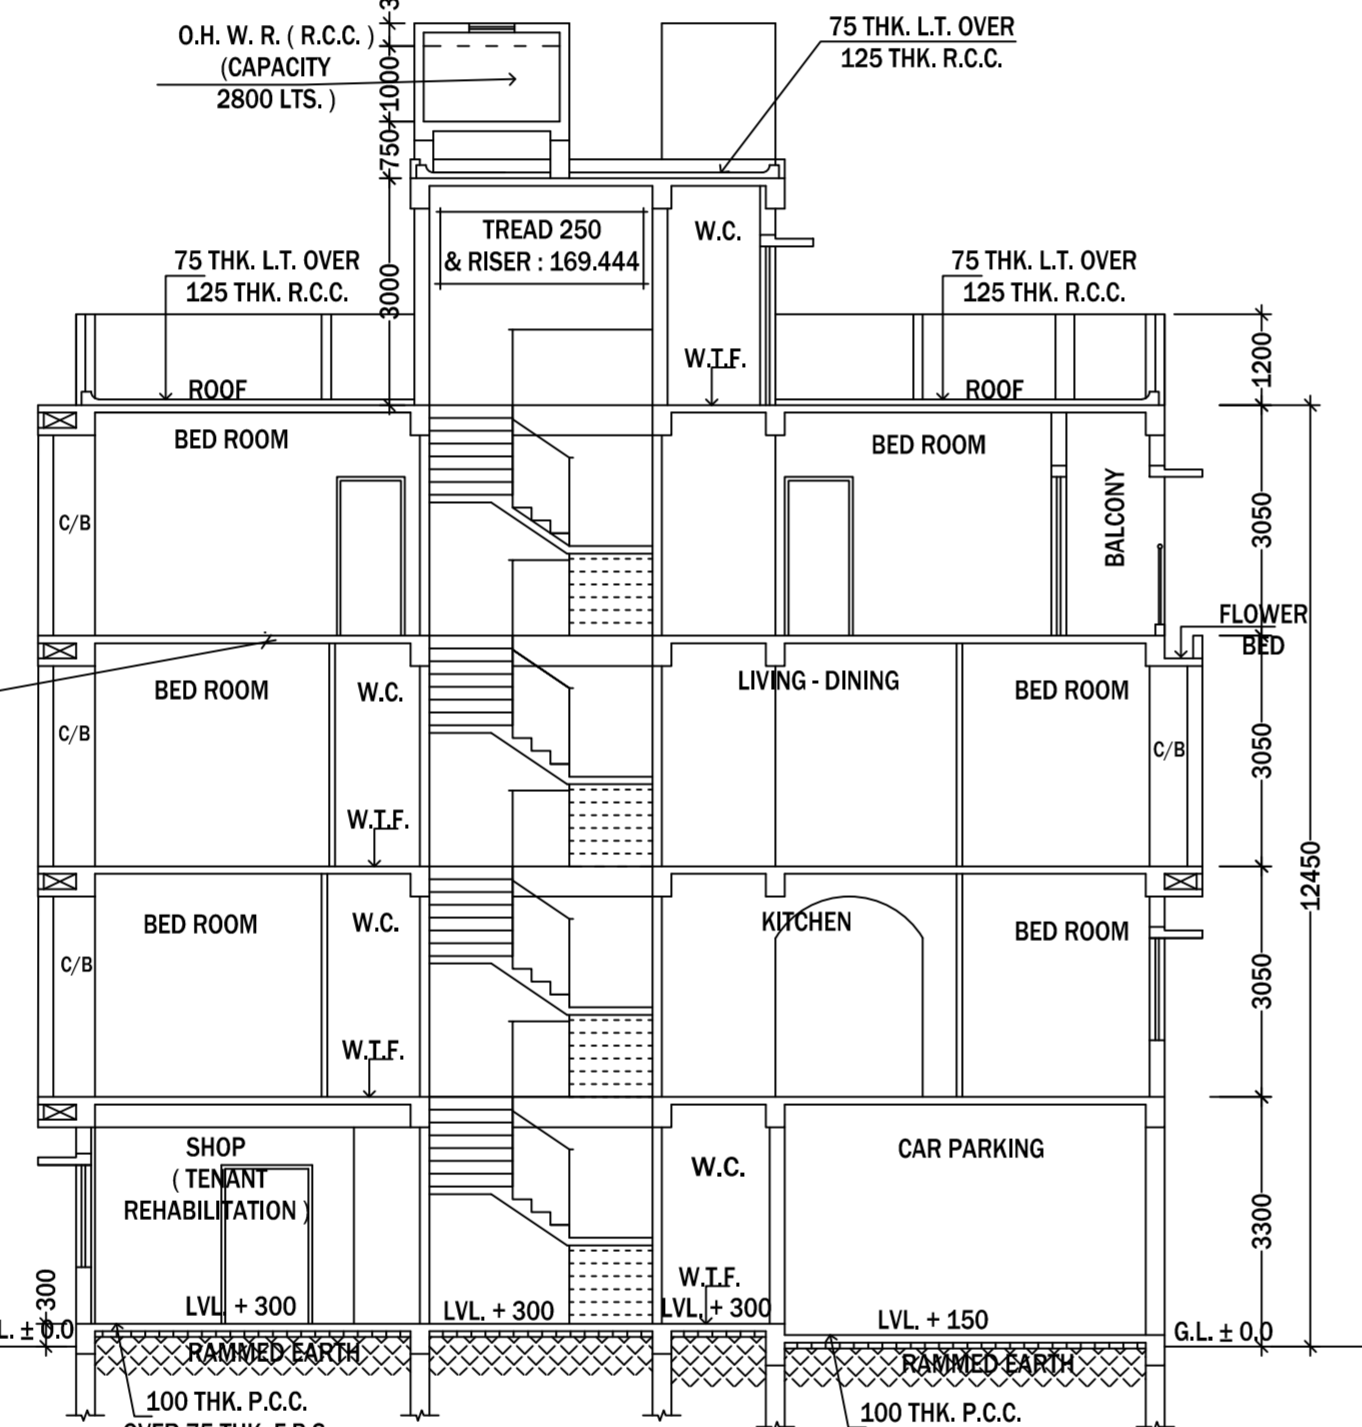 O.H. W. R. ( R.C.C. )
(CAPACITY
2800 LTS. )
1000
750
3000
75 THK. L.T. OVER
125 THK. R.C.C.
TREAD 250
& RISER : 169.444
W.C.
W.T.F.
75 THK. L.T. OVER
125 THK. R.C.C.
75 THK. L.T. OVER
125 THK. R.C.C.
1200
ROOF
ROOF
BED ROOM
BED ROOM
C/B
BALCONY
3050
FLOWER
BED
BED ROOM
W.C.
LIVING - DINING
BED ROOM
C/B
C/B
3050
W.T.F.
12450
BED ROOM
W.C.
KITCHEN
BED ROOM
C/B
3050
W.T.F.
SHOP
( TENANT
REHABILITATION )
W.C.
CAR PARKING
3300
W.T.F.
300
LVL. + 300
LVL. + 300
LVL. + 300
LVL. + 150
L. ± 0.0
G.L. ± 0.0
RAMMED EARTH
RAMMED EARTH
100 THK. P.C.C.
100 THK. P.C.C.